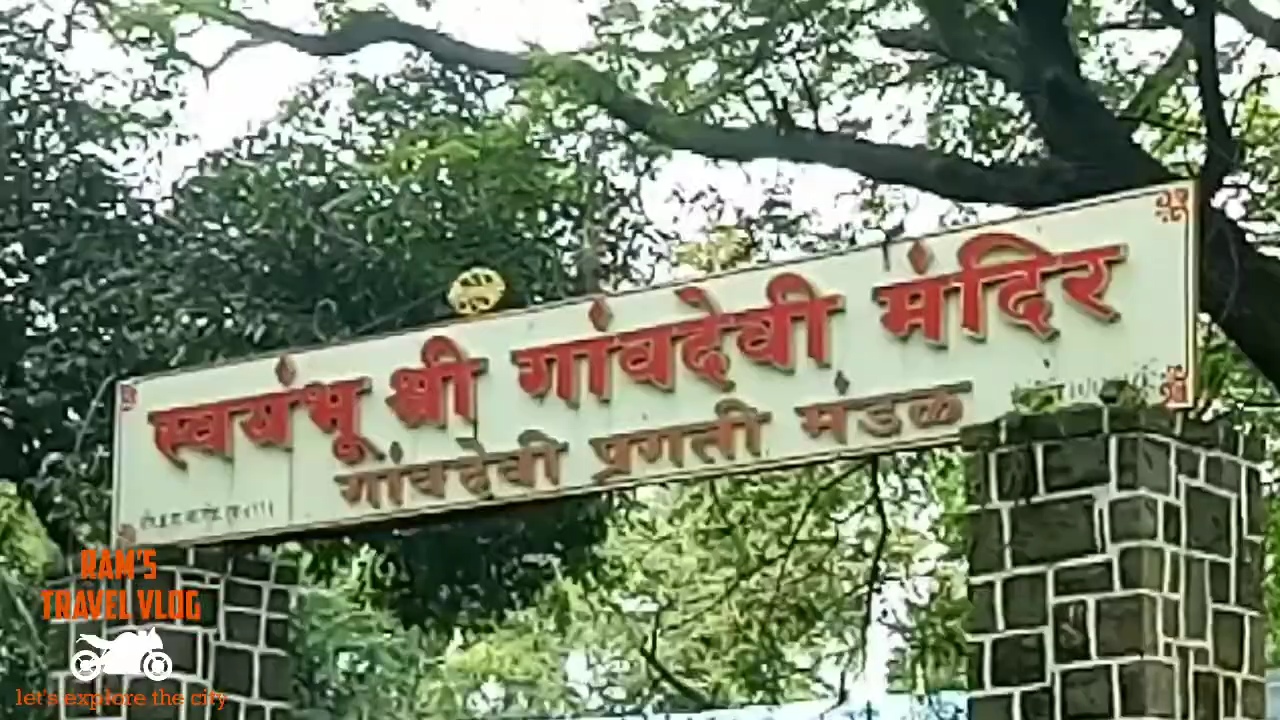 स्वयंभू श्री गांवदेवी मंदिर
गांवदेवी प्रगती मंडळ
RAM'S
TRAVEL VLOG
let's explore the city